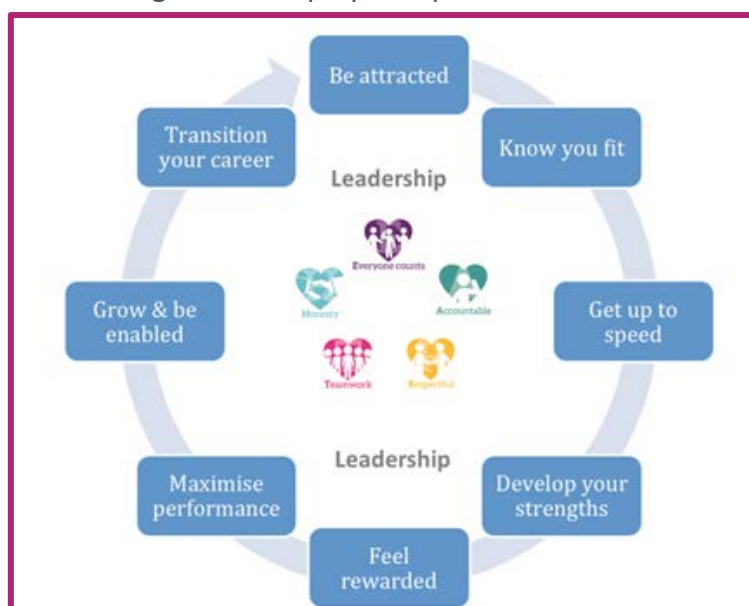 Be attracted
Know you fit
Get up to
speed
Develop your
strengths
Feel
rewarded
Maximise
performance
Grow & be
enabled
Transition
your career
Leadership
Everyone counts
Honesty
Accountable
Teamwork
Respectful
Leadership